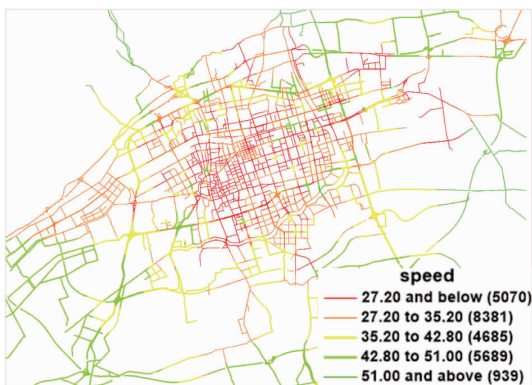 speed
27.20 and below (5070)
27.20 to 35.20 (8381)
35.20 to 42.80 (4685)
42.80 to 51.00 (5689)
51.00 and above (939)